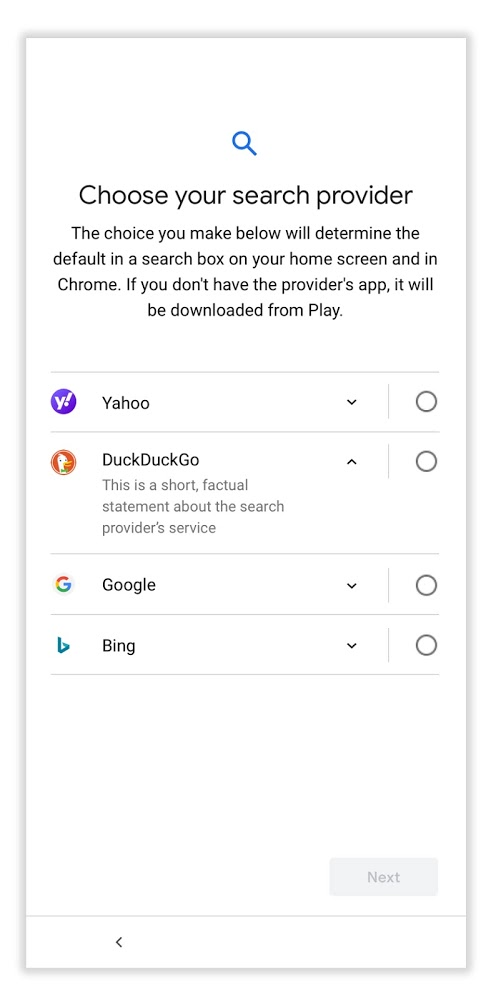 Choose your search provider
The choice you make below will determine the
default in a search box on your home screen and in
Chrome. If you don't have the provider's app, it will
be downloaded from Play.
Yahoo
DuckDuckGo
This is a short, factual
statement about the search
provider's service
Google
Bing
Next